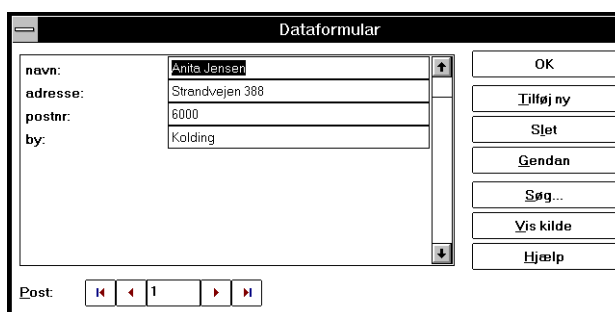 Dataformular
navn: Anita Jensen
adresse: Strandvejen 388
postnr: 6000
by: Kolding
OK
Tilføj ny
Slet
Gendan
Søg...
Vis kilde
Hjælp
Post: 1